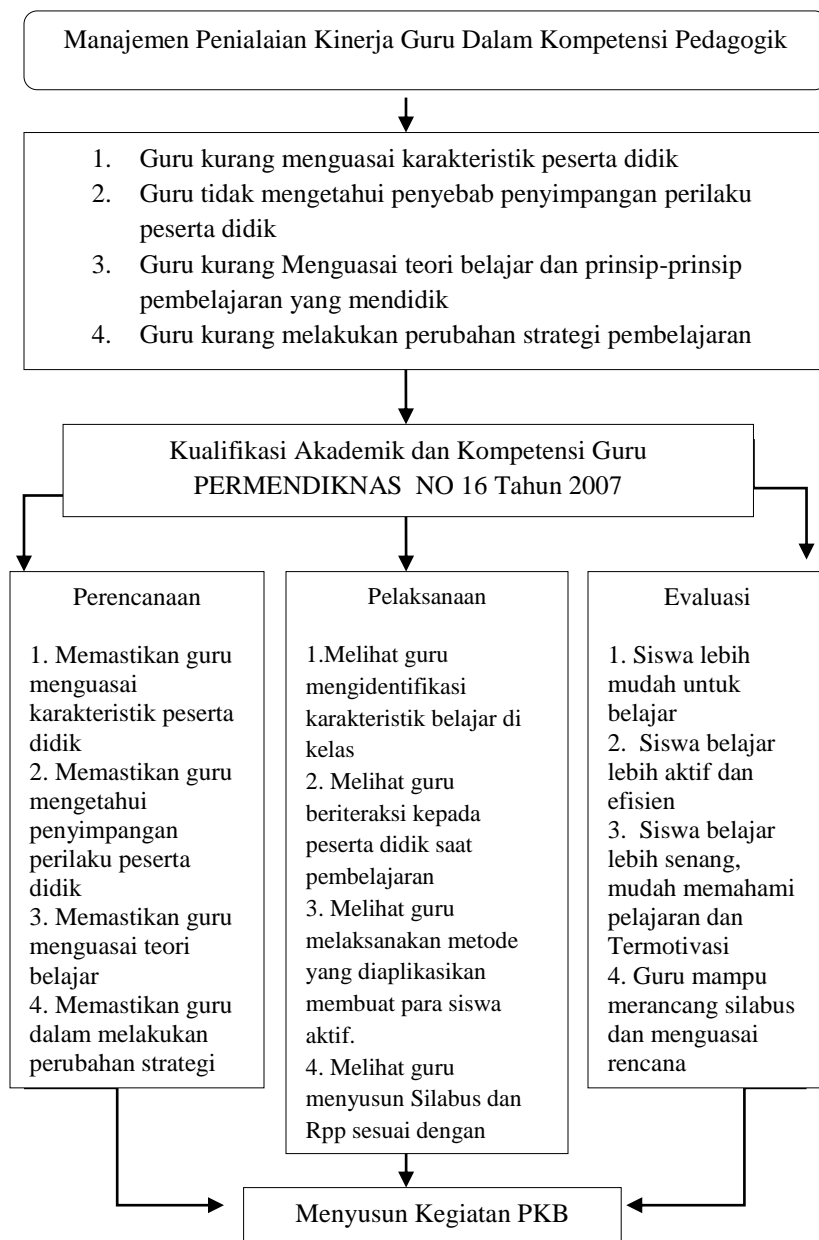 Manajemen Penialaian Kinerja Guru Dalam Kompetensi Pedagogik
1. Guru kurang menguasai karakteristik peserta didik
2. Guru tidak mengetahui penyebab penyimpangan perilaku
peserta didik
3. Guru kurang Menguasai teori belajar dan prinsip-prinsip
pembelajaran yang mendidik
4. Guru kurang melakukan perubahan strategi pembelajaran
Kualifikasi Akademik dan Kompetensi Guru
PERMENDIKNAS NO 16 Tahun 2007
Perencanaan
1. Memastikan guru
menguasai
karakteristik peserta
didik
2. Memastikan guru
mengetahui
penyimpangan
perilaku peserta
didik
3. Memastikan guru
menguasai teori
belajar
4. Memastikan guru
dalam melakukan
perubahan strategi
Pelaksanaan
1.Melihat guru
mengidentifikasi
karakteristik belajar di
kelas
2. Melihat guru
beriteraksi kepada
peserta didik saat
pembelajaran
3. Melihat guru
melaksanakan metode
yang diaplikasikan
membuat para siswa
aktif.
4. Melihat guru
menyusun Silabus dan
Rpp sesuai dengan
Evaluasi
1. Siswa lebih
mudah untuk
belajar
2. Siswa belajar
lebih aktif dan
efisien
3. Siswa belajar
lebih senang,
mudah memahami
pelajaran dan
Termotivasi
4. Guru mampu
merancang silabus
dan menguasai
rencana
Menyusun Kegiatan PKB